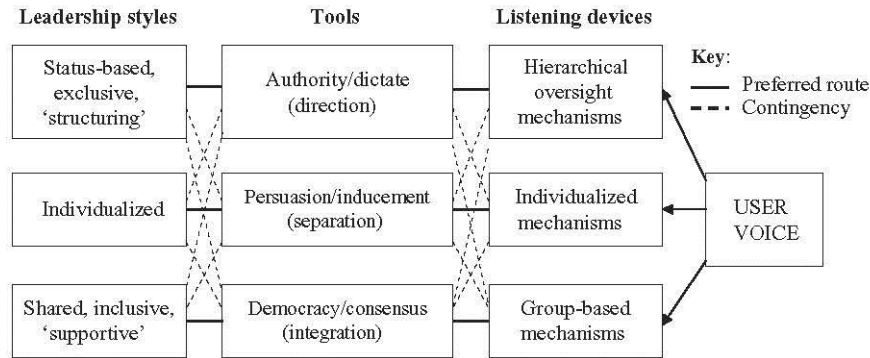 Leadership styles
Tools
Listening devices
Status-based,
exclusive,
‘structuring’
Authority/dictate
(direction)
Hierarchical
oversight
mechanisms
Key:
Preferred route
Contingency
Individualized
Persuasion/inducement
(separation)
Individualized
mechanisms
USER
VOICE
Shared, inclusive,
‘supportive’
Democracy/consensus
(integration)
Group-based
mechanisms